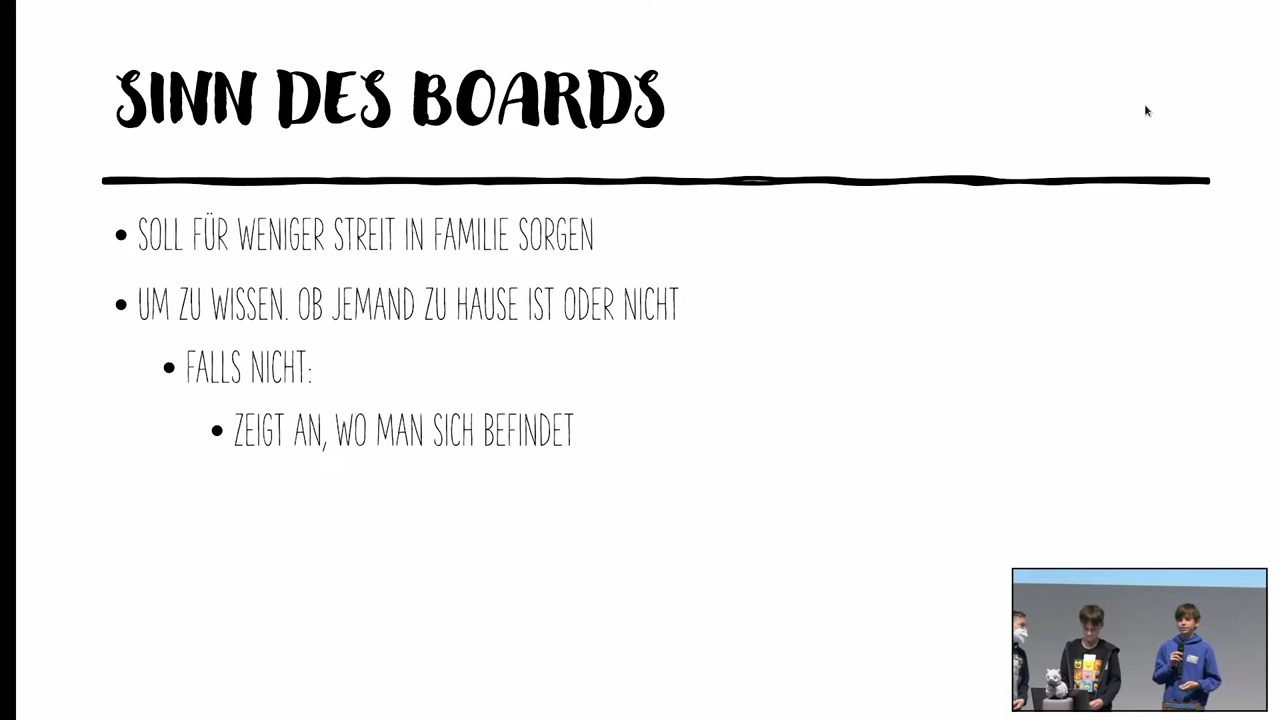 SINN DES BOARDS
SOLL FÜR WENIGER STREIT IN FAMILIE SORGEN
UM ZU WISSEN. OB JEMAND ZU HAUSE IST ODER NICHT
FALLS NICHT:
ZEIGT AN, WO MAN SICH BEFINDET